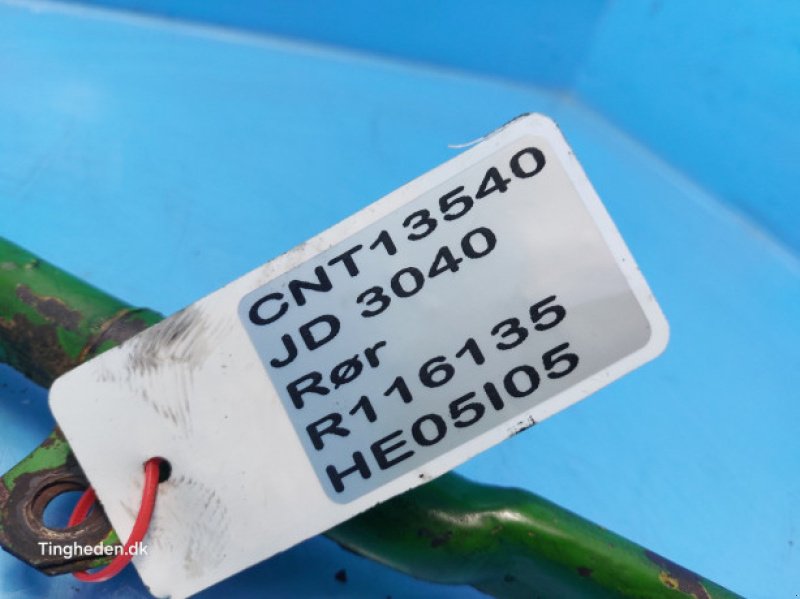 CNT13540
JD 3040
Rør
R116135
HE05I05
Tingheden.dk